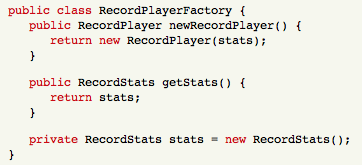 public class RecordPlayerFactory {
   public RecordPlayer newRecordPlayer() {
      return new RecordPlayer(stats);
   }

   public RecordStats getStats() {
      return stats;
   }

   private RecordStats stats = new RecordStats();
}